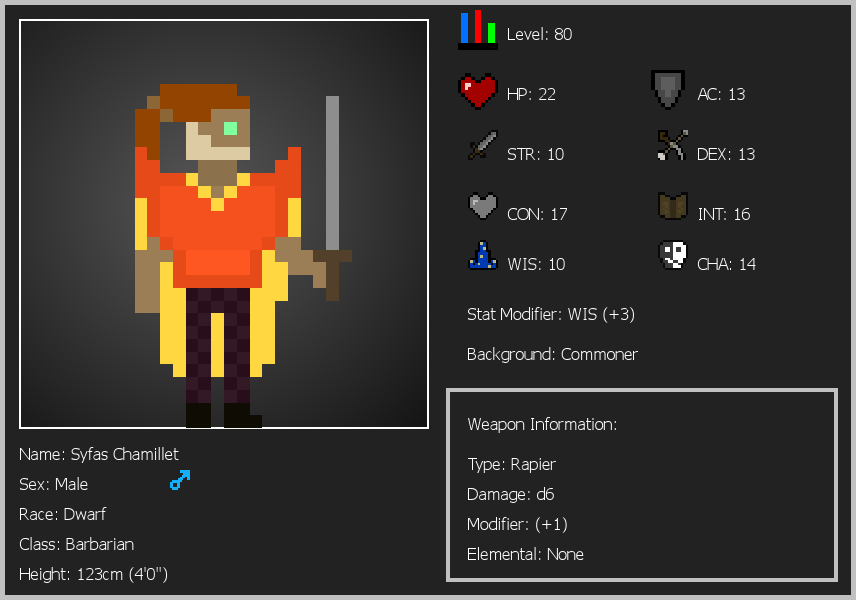 Level: 80
HP: 22
AC: 13
STR: 10
DEX: 13
CON: 17
INT: 16
WIS: 10
CHA: 14
Stat Modifier: WIS (+3)
Background: Commoner
Name: Syfas Chamillet
Sex: Male
Race: Dwarf
Class: Barbarian
Height: 123cm (4'0")
Weapon Information:
Type: Rapier
Damage: d6
Modifier: (+1)
Elemental: None